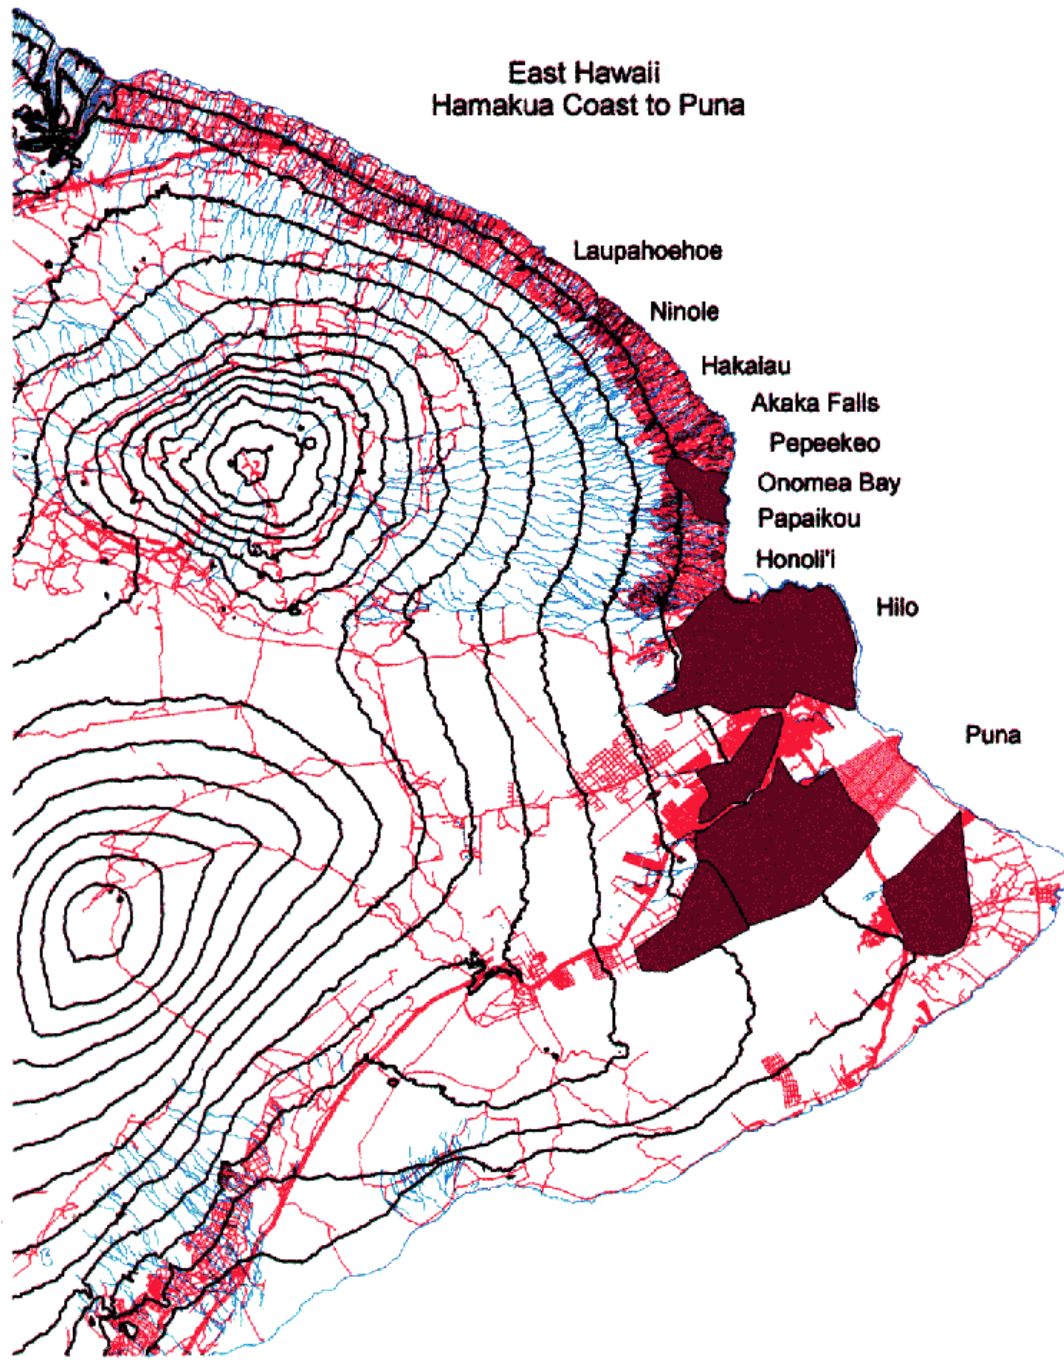 East Hawaii
Hamakua Coast to Puna
Laupahoehoe
Ninole
Hakalau
Akaka Falls
Pepeekeo
Onomea Bay
Papaikou
Honoli'i
Hilo
Puna